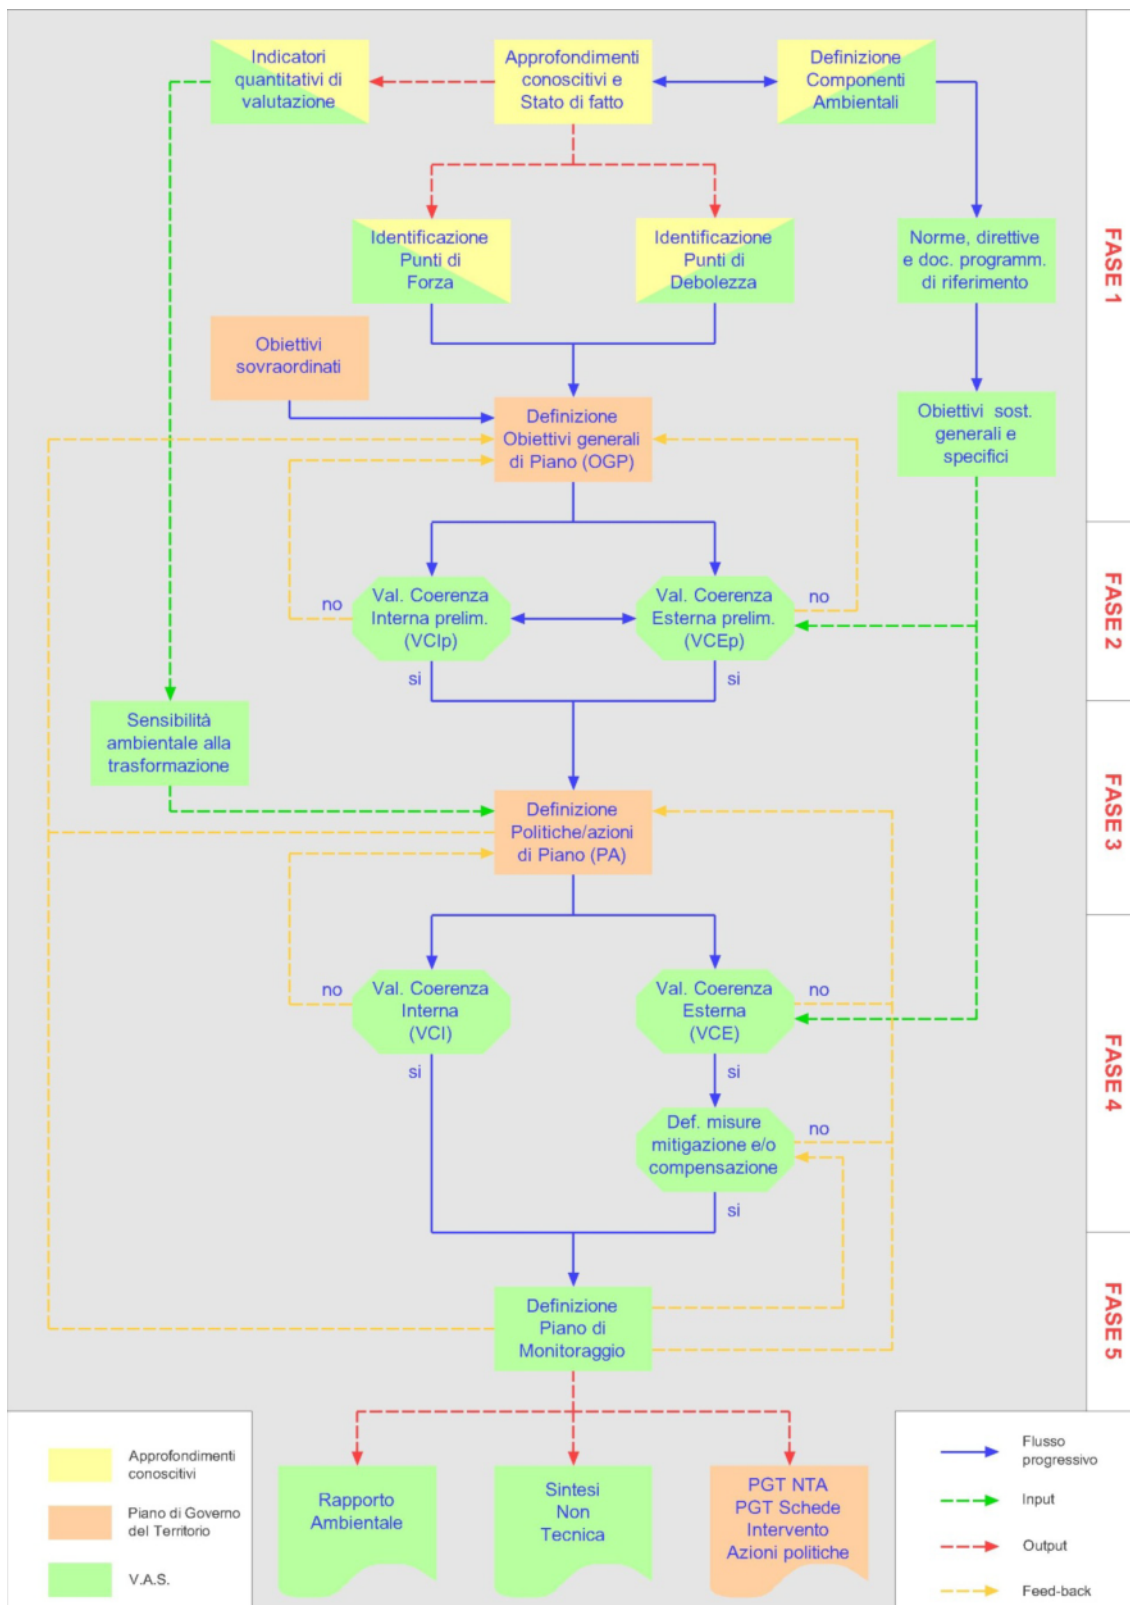 Indicatori
quantitativi di
valutazione
Approfondimenti
conoscitivi e
Stato di fatto
Definizione
Componenti
Ambientali
Identificazione
Punti di
Forza
Identificazione
Punti di
Debolezza
Norme, direttive
e doc. programm.
di riferimento
FASE 1
Obiettivi
sovraordinati
Definizione
Obiettivi generali
di Piano (OGP)
Obiettivi sost.
generali e
specifici
no
Val. Coerenza
Interna prelim.
(VCIp)
si
Val. Coerenza
Esterna prelim.
(VCEp)
no
si
FASE 2
Sensibilità
ambientale alla
trasformazione
Definizione
Politiche/azioni
di Piano (PA)
FASE 3
no
Val. Coerenza
Interna
(VCI)
si
Val. Coerenza
Esterna
(VCE)
no
si
Def. misure
mitigazione e/o
compensazione
no
si
FASE 4
Definizione
Piano di
Monitoraggio
FASE 5
Approfondimenti
conoscitivi
Piano di Governo
del Territorio
V.A.S.
Rapporto
Ambientale
Sintesi
Non
Tecnica
PGT NTA
PGT Schede
Intervento
Azioni politiche
Flusso
progressivo
Input
Output
Feed-back